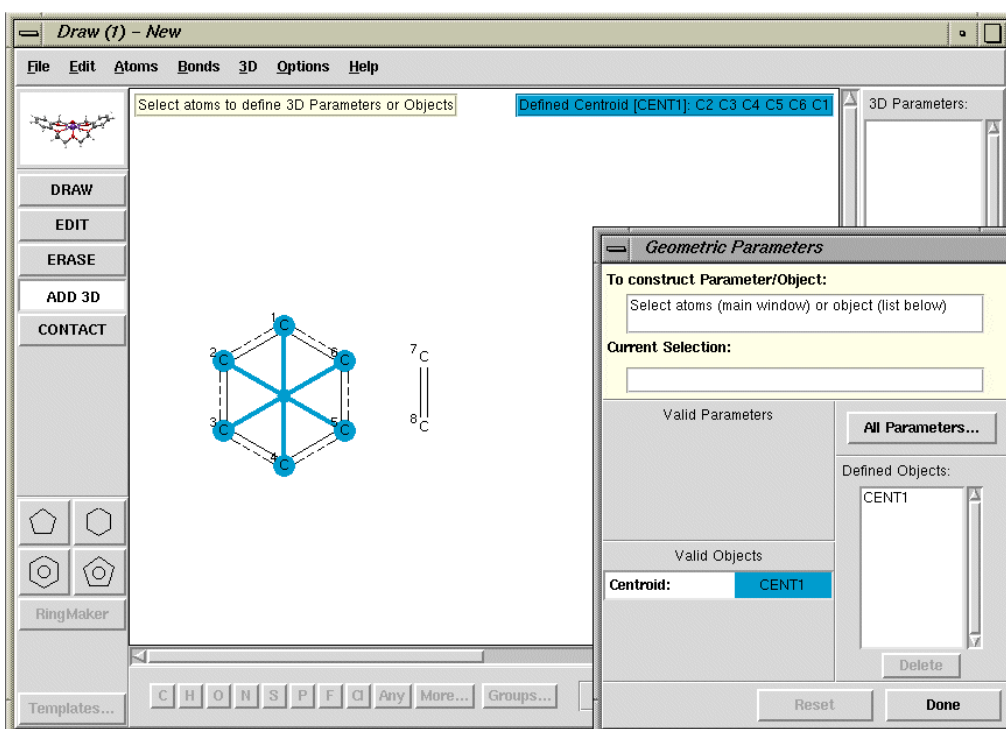 Draw (1) – New
File Edit Atoms Bonds 3D Options Help
Select atoms to define 3D Parameters or Objects
Defined Centroid [CENT1]: C2 C3 C4 C5 C6 C1
3D Parameters:
DRAW
EDIT
ERASE
ADD 3D
CONTACT
1 C
2 C
6 C
3 C
5 C
4 C
7 C
8 C
RingMaker
Templates...
C H O N S P F Cl Any More... Groups...
Geometric Parameters
To construct Parameter/Object:
Select atoms (main window) or object (list below)
Current Selection:
Valid Parameters
All Parameters...
Defined Objects:
CENT1
Valid Objects
Centroid: CENT1
Delete
Reset Done